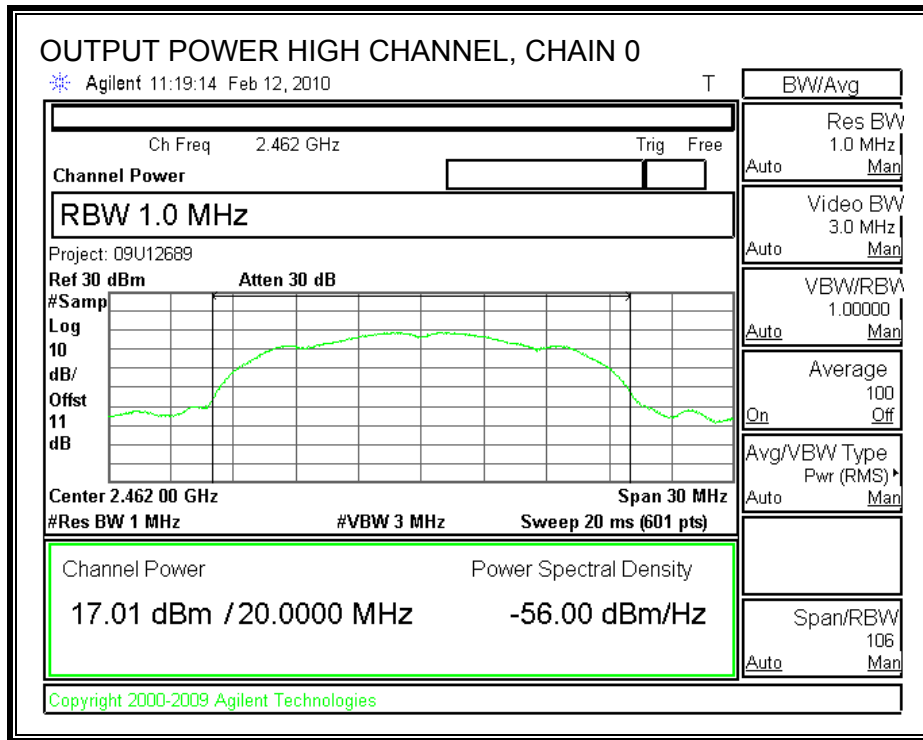 OUTPUT POWER HIGH CHANNEL, CHAIN 0
Agilent 11:19:14 Feb 12, 2010 T
BW/Avg
Ch Freq 2.462 GHz Trig Free
Channel Power
RBW 1.0 MHz
Project: 09U12689
Ref 30 dBm Atten 30 dB
#Samp
Log
10
dB/
Offst
11
dB
Center 2.462 00 GHz Span 30 MHz
#Res BW 1 MHz #VBW 3 MHz Sweep 20 ms (601 pts)
Channel Power Power Spectral Density
17.01 dBm / 20.0000 MHz -56.00 dBm/Hz
Copyright 2000-2009 Agilent Technologies
Res BW
1.0 MHz
Auto Man
Video BW
3.0 MHz
Auto Man
VBW/RBW
1.00000
Auto Man
Average
100
On Off
Avg/VBW Type
Pwr (RMS)
Auto Man
Span/RBW
106
Auto Man